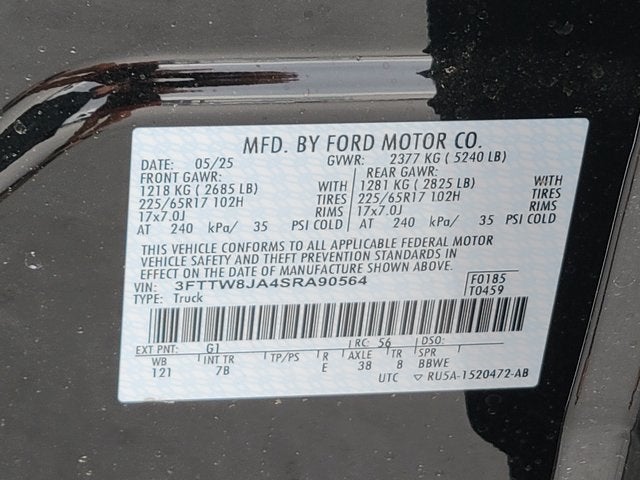 MFD. BY FORD MOTOR CO.
DATE: 05/25 GVWR: 2377 KG ( 5240 LB)
FRONT GAWR: REAR GAWR:
1218 KG ( 2685 LB) WITH 1281 KG ( 2825 LB) WITH
225/65R17 102H TIRES 225/65R17 102H TIRES
17x7.0J RIMS 17x7.0J RIMS
AT 240 kPa/ 35 PSI COLD AT 240 kPa/ 35 PSI COLD
THIS VEHICLE CONFORMS TO ALL APPLICABLE FEDERAL MOTOR
VEHICLE SAFETY AND THEFT PREVENTION STANDARDS IN
EFFECT ON THE DATE OF MANUFACTURE SHOWN ABOVE.
VIN: 3FTTW8JA4SRA90564 F0185
TYPE: Truck T0459
EXT PNT: G1 RC: 56 DSO:
WB INT TR TP/PS R AXLE TR SPR
121 7B E 38 8 BBWE
UTC ▽ RU5A-1520472-AB